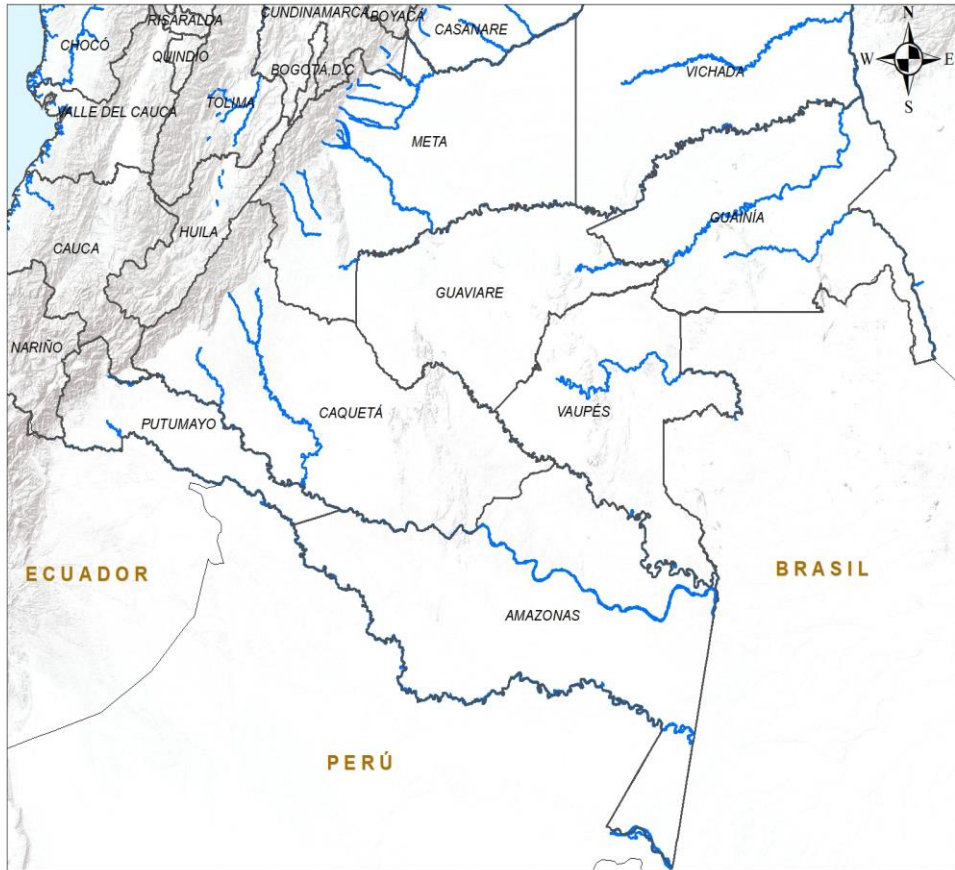 CUNDINAMARCA
BOYACÁ
RISARALDA
N
CASANARE
CHOCÓ
QUINDIO
W
E
BOGOTÁ,D.C
VICHADA
TOLIMA
S
VALLE DEL CAUCA
META
GUAINÍA
HUILA
CAUCA
GUAVIARE
NARIÑO
CAQUETÁ
VAUPÉS
PUTUMAYO
ECUADOR
BRASIL
AMAZONAS
PERÚ